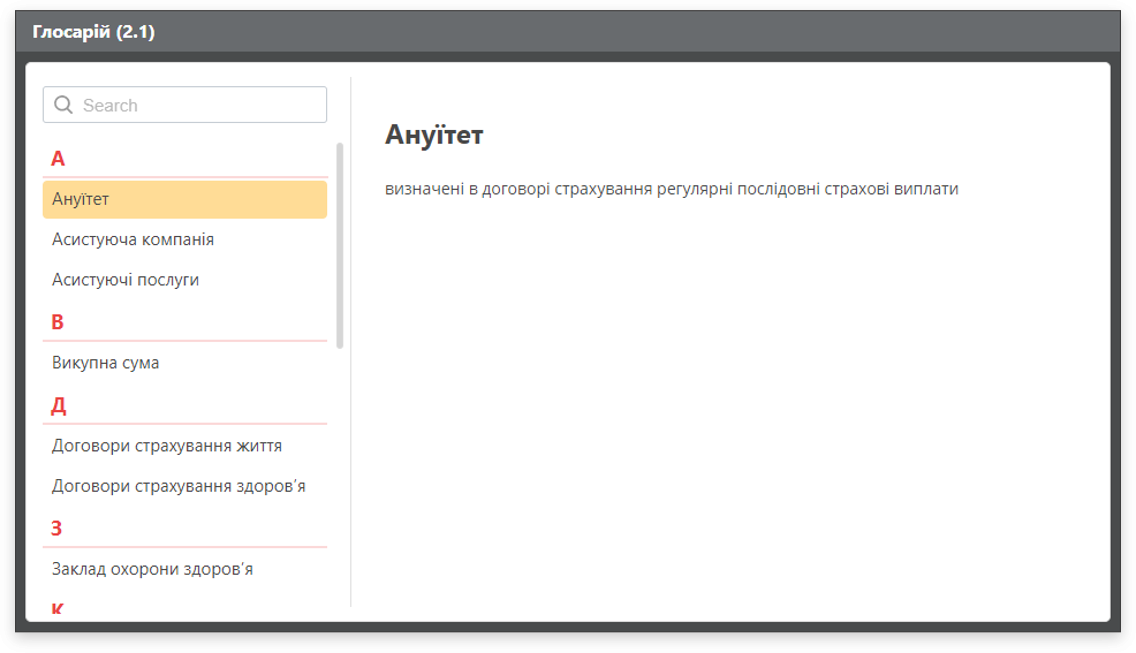 Глосарій (2.1)
Search
А
Ануїтет
Асистуюча компанія
Асистуючі послуги
В
Викупна сума
Д
Договори страхування життя
Договори страхування здоров’я
З
Заклад охорони здоров’я
К
Ануїтет
визначені в договорі страхування регулярні послідовні страхові виплати